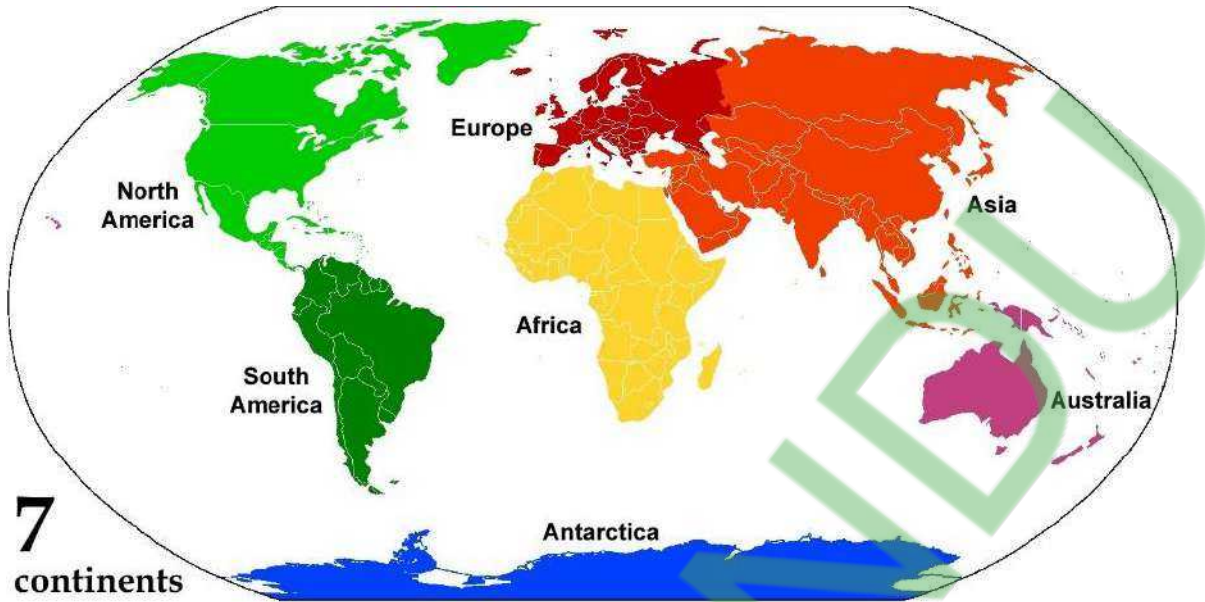 Europe
North
America
Asia
Africa
South
America
Australia
Antarctica
7
continents